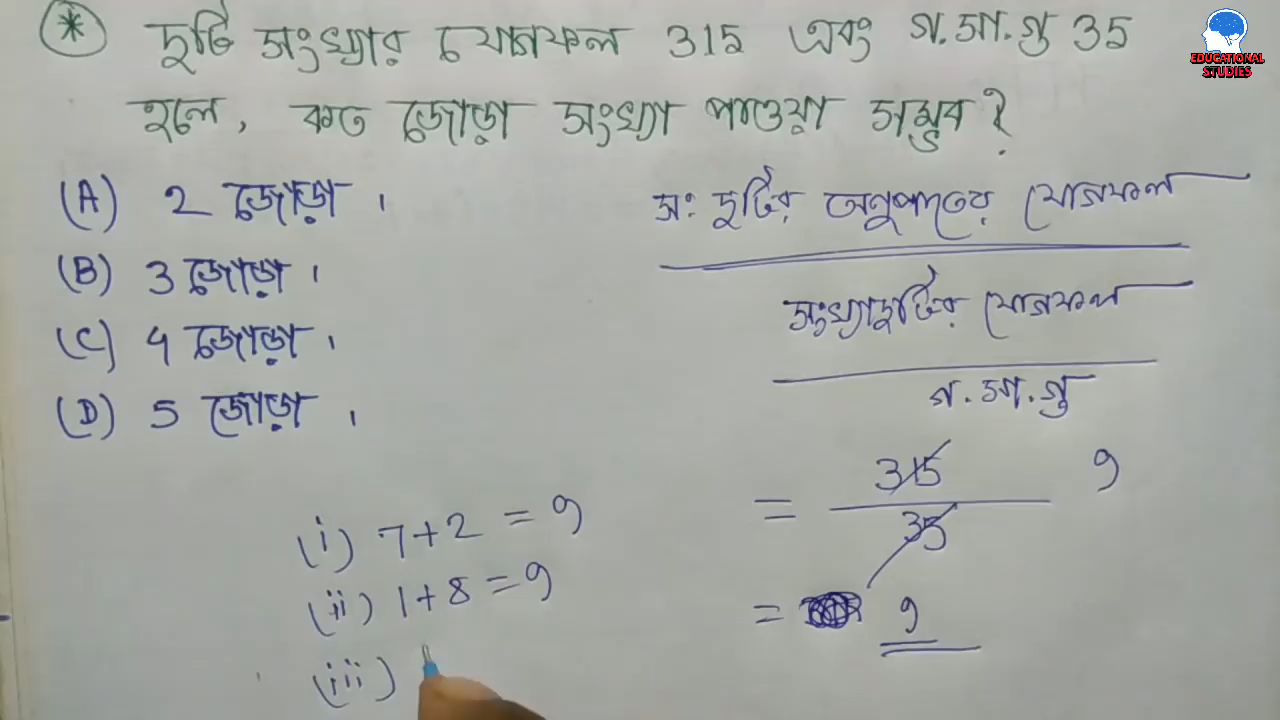 * দুটি সংখ্যার যোগফল 315 এবং গ.সা.গু 35
হলে, কত জোড়া সংখ্যা পাওয়া সম্ভব?
(A) 2 জোড়া ।
(B) 3 জোড়া ।
(C) 4 জোড়া ।
(D) 5 জোড়া ।
সং দুটির অনুপাতের যোগফল
সংখ্যাদুটির যোগফল
গ.সা.গু
= 315 9
35
= 9
(i) 7+2 = 9
(ii) 1+8 = 9
(iii)
EDUCATIONAL
STUDIES